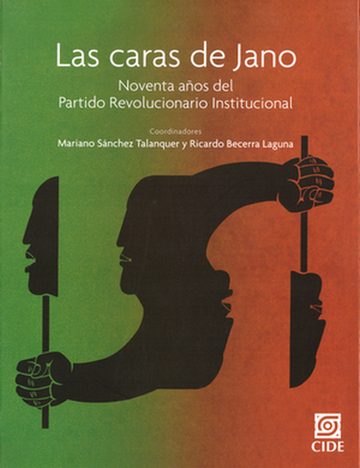 Las caras de Jano
Noventa años del
Partido Revolucionario Institucional
Coordinadores
Mariano Sánchez Talanquer y Ricardo Becerra Laguna
CIDE